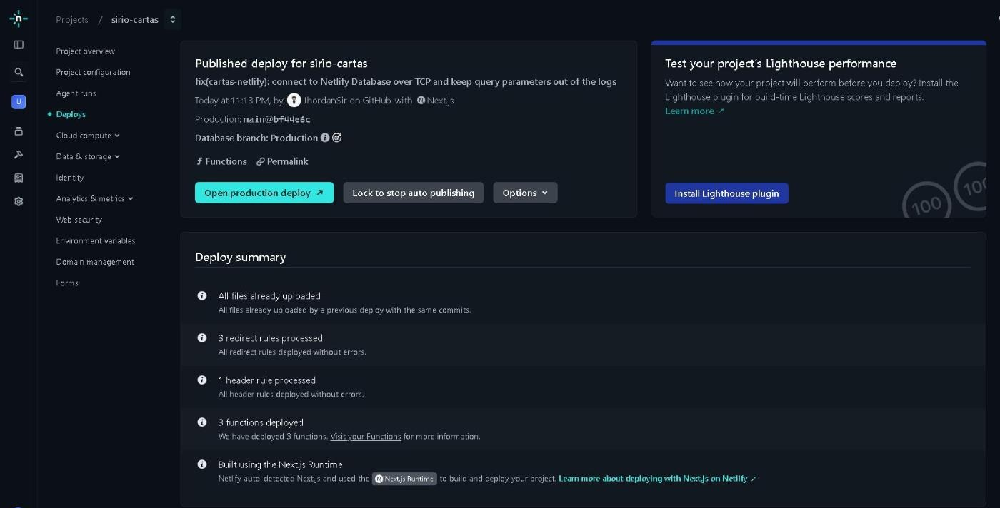 Projects / sirio-cartas
Project overview
Project configuration
Agent runs
U
Deploys
Cloud compute
Data & storage
Identity
Analytics & metrics
Web security
Environment variables
Domain management
Forms
Published deploy for sirio-cartas
fix(cartas-netlify): connect to Netlify Database over TCP and keep query parameters out of the logs
Today at 11:13 PM, by JhordanSir on GitHub with Next.js
Production: main@bf44e6c
Database branch: Production
Functions Permalink
Open production deploy ↗ Lock to stop auto publishing Options
Test your project's Lighthouse performance
Want to see how your project will perform before you deploy? Install the
Lighthouse plugin for build-time Lighthouse scores and reports.
Learn more ↗
100 100
Install Lighthouse plugin
Deploy summary
All files already uploaded
All files already uploaded by a previous deploy with the same commits.
3 redirect rules processed
All redirect rules deployed without errors.
1 header rule processed
All header rules deployed without errors.
3 functions deployed
We have deployed 3 functions. Visit your Functions for more information.
Built using the Next.js Runtime
Netlify auto-detected Next.js and used the Next.js Runtime to build and deploy your project. Learn more about deploying with Next.js on Netlify ↗